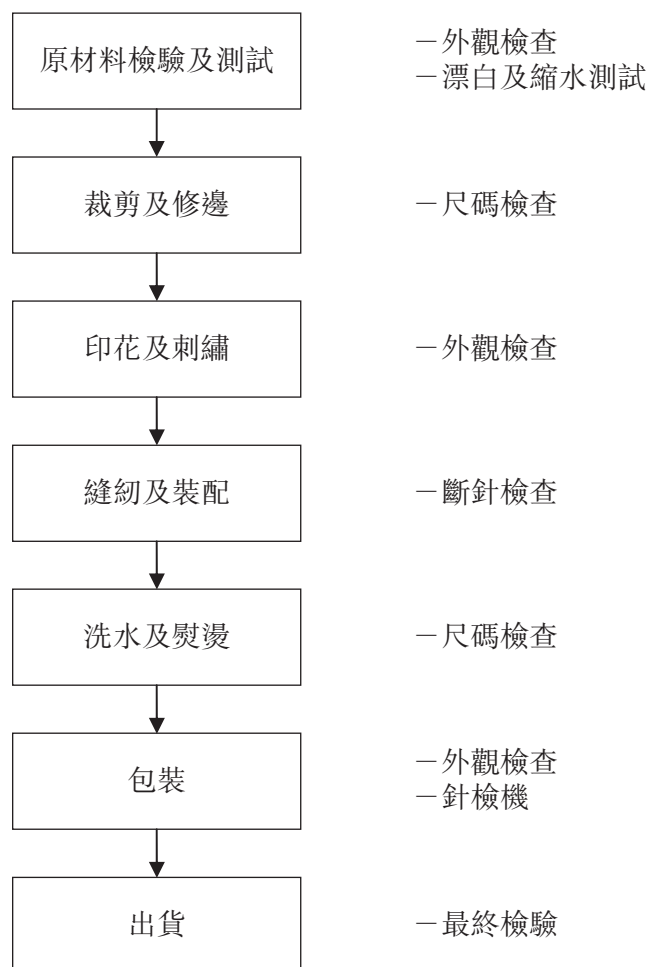 原材料檢驗及測試
－外觀檢查
－漂白及縮水測試
裁剪及修邊
－尺碼檢查
印花及刺繡
－外觀檢查
縫紉及裝配
－斷針檢查
洗水及熨燙
－尺碼檢查
包裝
－外觀檢查
－針檢機
出貨
－最終檢驗